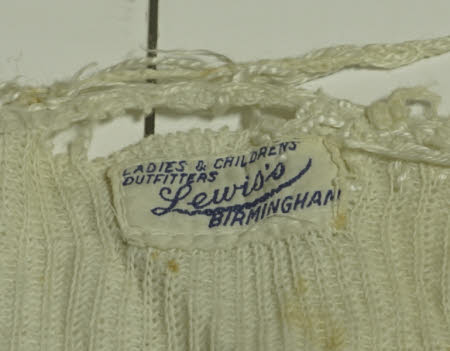 LADIES & CHILDRENS
OUTFITTERS
Lewis's
BIRMINGHAM